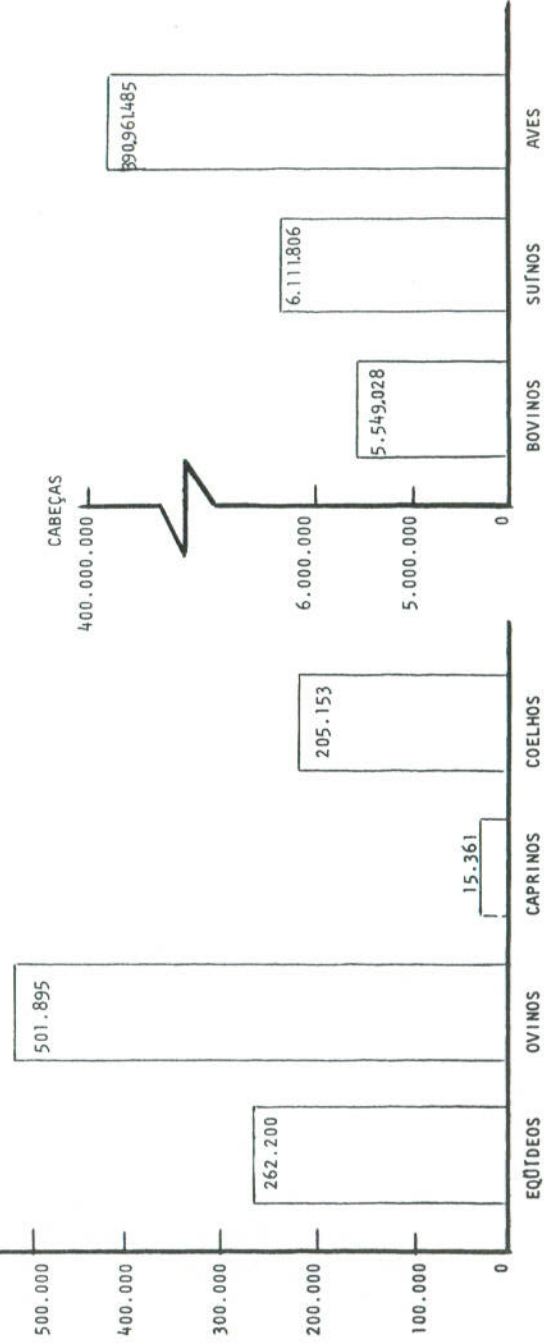 500.000
400.000
300.000
200.000
100.000
0
262.200
501.895
15.361
205.153
EQÜÍDEOS
OVINOS
CAPRINOS
COELHOS
CABEÇAS
400.000.000
6.000.000
5.000.000
0
5.549.028
6.111.806
390.961.485
BOVINOS
SUÍNOS
AVES